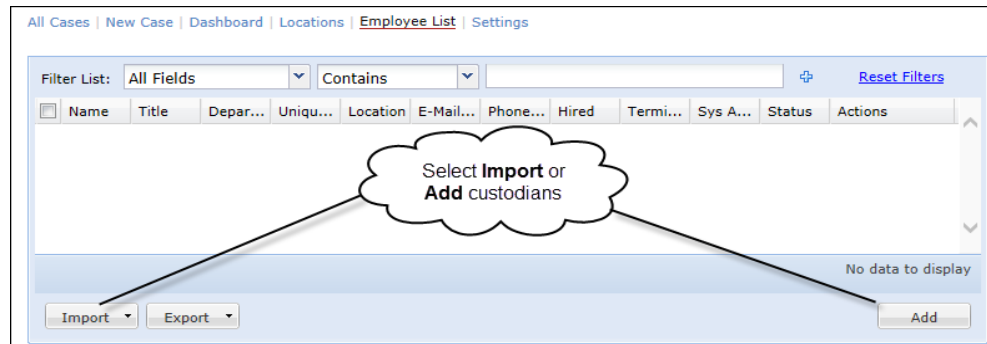 All Cases | New Case | Dashboard | Locations | Employee List | Settings
Filter List: All Fields Contains Reset Filters
Name Title Depar... Uniqu... Location E-Mail... Phone... Hired Termi... Sys A... Status Actions
Select Import or
Add custodians
No data to display
Import Export Add